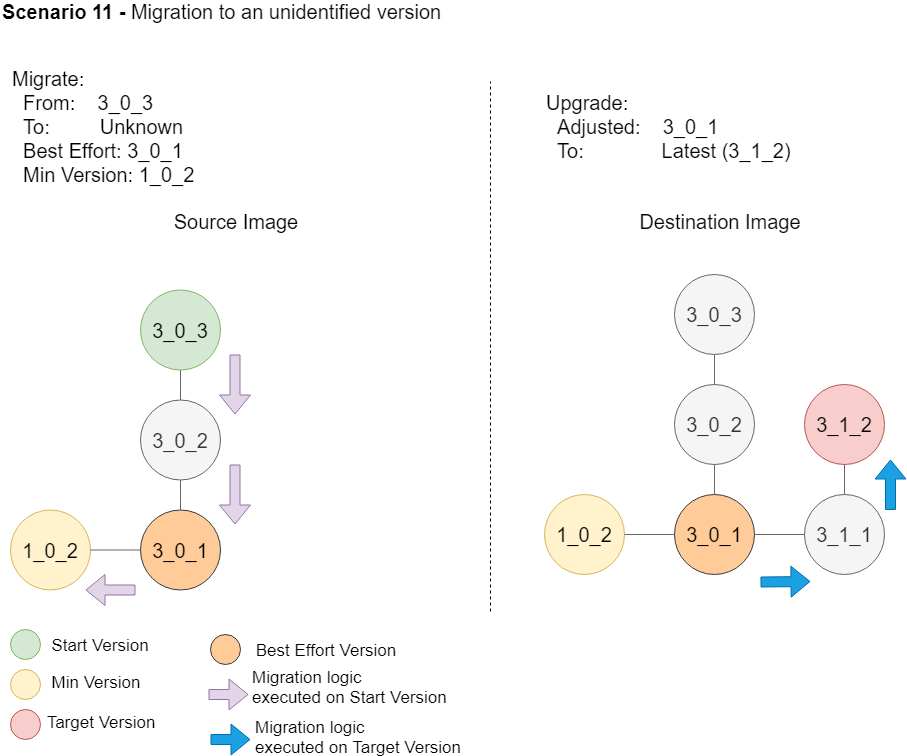 Scenario 11 - Migration to an unidentified version
Migrate:
From: 3_0_3
To: Unknown
Best Effort: 3_0_1
Min Version: 1_0_2
Upgrade:
Adjusted: 3_0_1
To: Latest (3_1_2)
Source Image
Destination Image
3_0_3
3_0_2
1_0_2
3_0_1
3_0_3
3_0_2
3_1_2
1_0_2
3_0_1
3_1_1
Start Version
Min Version
Target Version
Best Effort Version
Migration logic
executed on Start Version
Migration logic
executed on Target Version